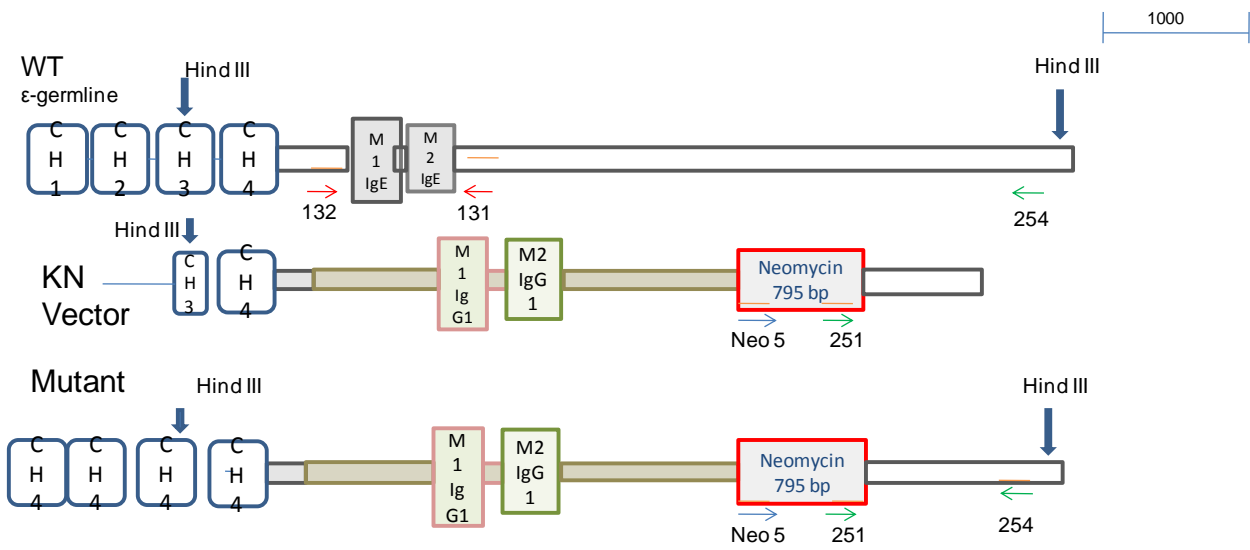 1000
WT
ε-germline
Hind III
Hind III
C
H
1
C
H
2
C
H
3
C
H
4
M
1
IgE
M
2
IgE
132
131
254
KN
Vector
Hind III
C
H
3
C
H
4
M
1
Ig
G1
M2
IgG
1
Neomycin
795 bp
Neo 5
251
Mutant
Hind III
Hind III
C
H
4
C
H
4
C
H
4
C
H
4
M
1
Ig
G1
M2
IgG
1
Neomycin
795 bp
Neo 5
251
254